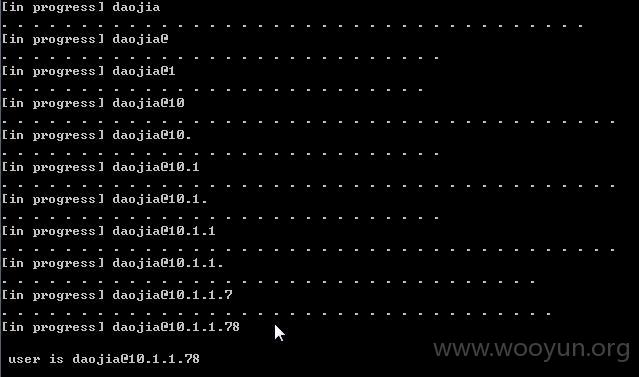 [in progress] daojia
- - - - - - - - - - - - - - - - - - - - - - - - - - - - - - - - - - - - -
[in progress] daojia@
- - - - - - - - - - - - - - - - - - - - - - - - - - - -
[in progress] daojia@1
- - - - - - - - - - - - - - - - - - - - - - - - - - -
[in progress] daojia@10
- - - - - - - - - - - - - - - - - - - - - - - - - - - - - - - - - - - - - - -
[in progress] daojia@10.
- - - - - - - - - - - - - - - - - - - - - - - - - - - -
[in progress] daojia@10.1
- - - - - - - - - - - - - - - - - - - - - - - - - - - - - - - - - - - - - - -
[in progress] daojia@10.1.
- - - - - - - - - - - - - - - - - - - - - - - - - - - -
[in progress] daojia@10.1.1
- - - - - - - - - - - - - - - - - - - - - - - - - - - - - - - - - - - - - - -
[in progress] daojia@10.1.1.
- - - - - - - - - - - - - - - - - - - - - - - - - - - - - - - - - -
[in progress] daojia@10.1.1.7
- - - - - - - - - - - - - - - - - - - - - - - - - - - - - - - - - - -
[in progress] daojia@10.1.1.78
www.wooyun.org
user is daojia@10.1.1.78